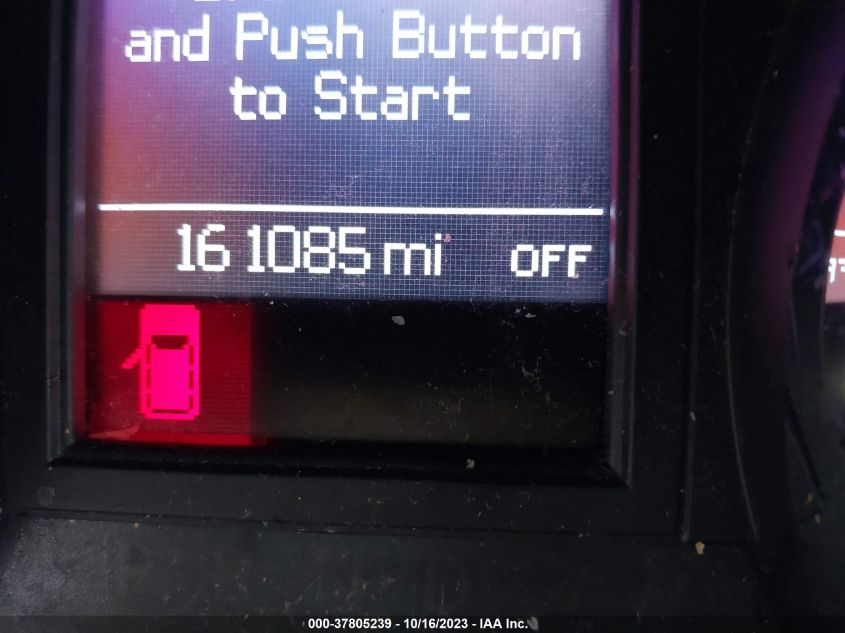 and Push Button
to Start
161085 mi OFF
000-37805239 - 10/16/2023 - IAA Inc.